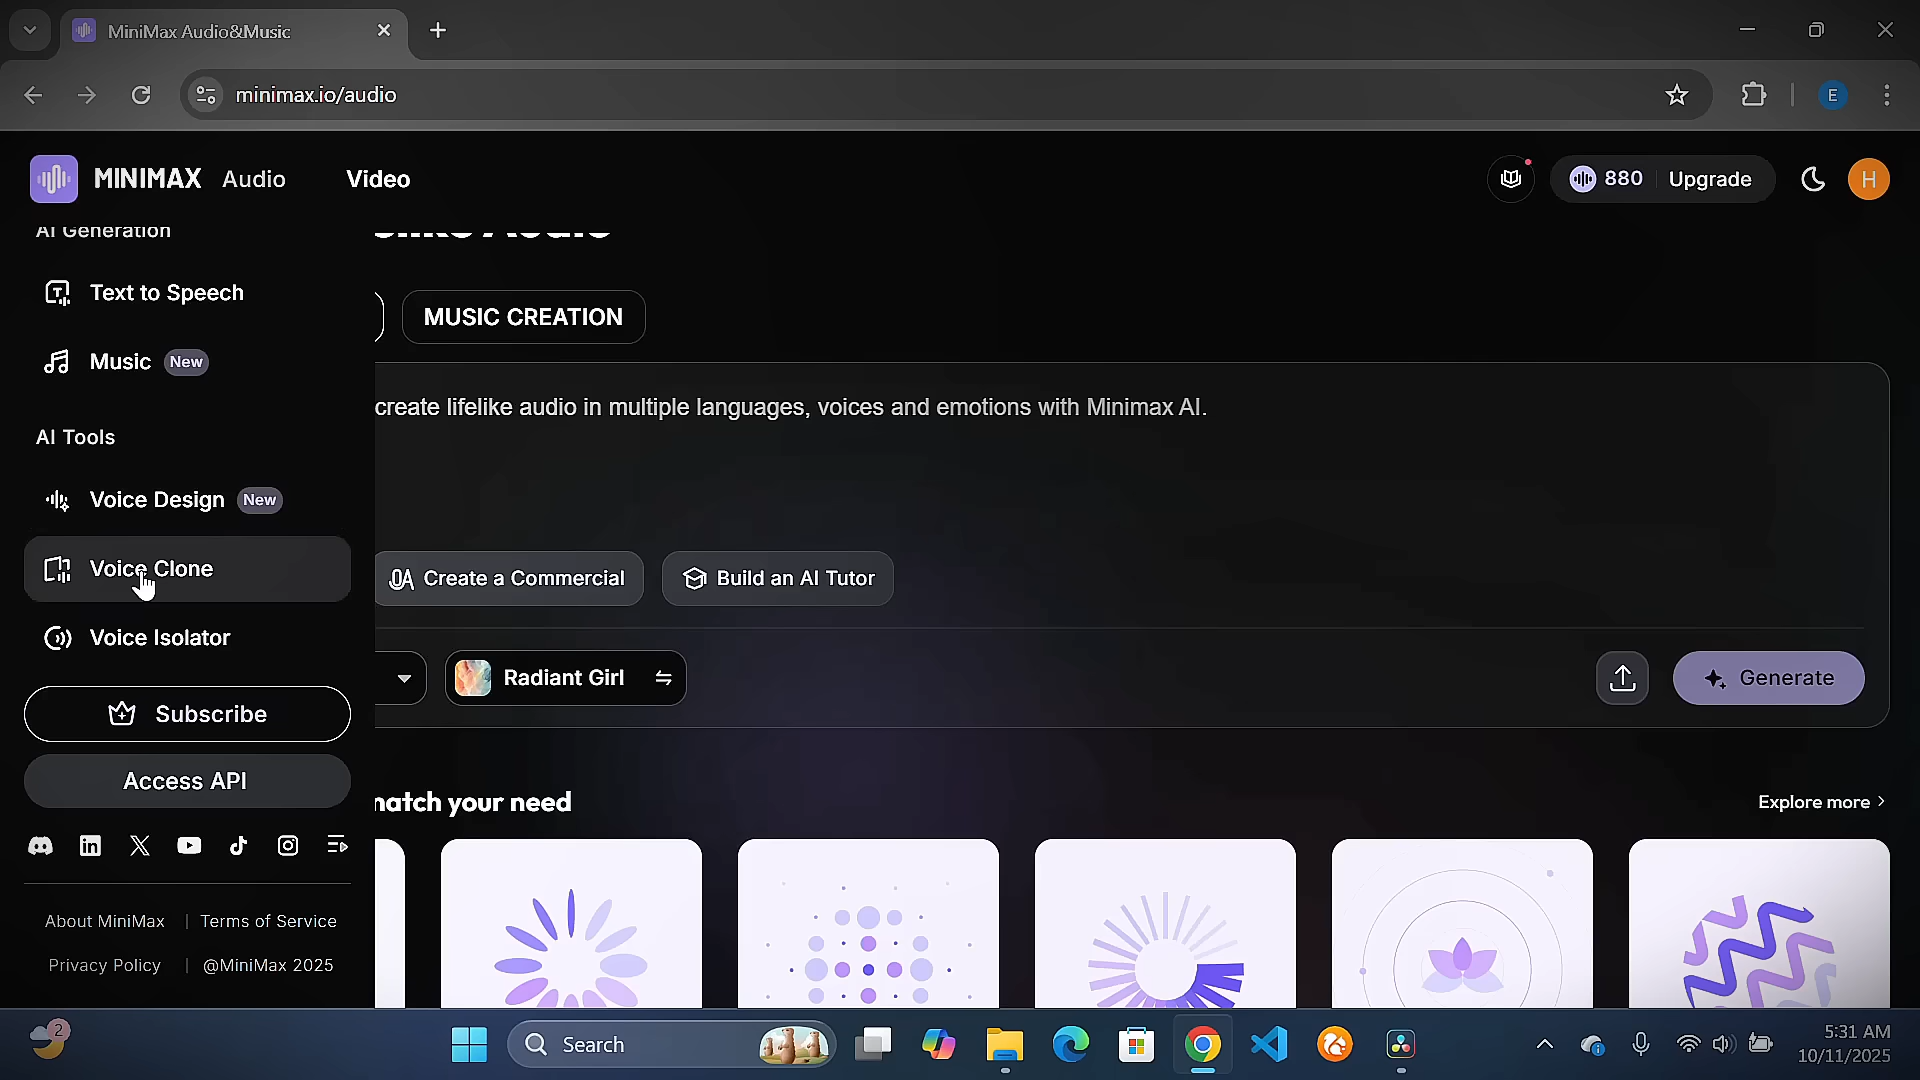 MiniMax Audio&Music
minimax.io/audio
E
MINIMAX Audio Video
880 Upgrade
H
AI Generation
Text to Speech
Music New
AI Tools
Voice Design New
Voice Clone
Voice Isolator
Subscribe
Access API
About MiniMax | Terms of Service
Privacy Policy | @MiniMax 2025
Audio
MUSIC CREATION
create lifelike audio in multiple languages, voices and emotions with Minimax AI.
Create a Commercial
Build an AI Tutor
Radiant Girl
Generate
match your need
Explore more
2
Search
5:31 AM
10/11/2025